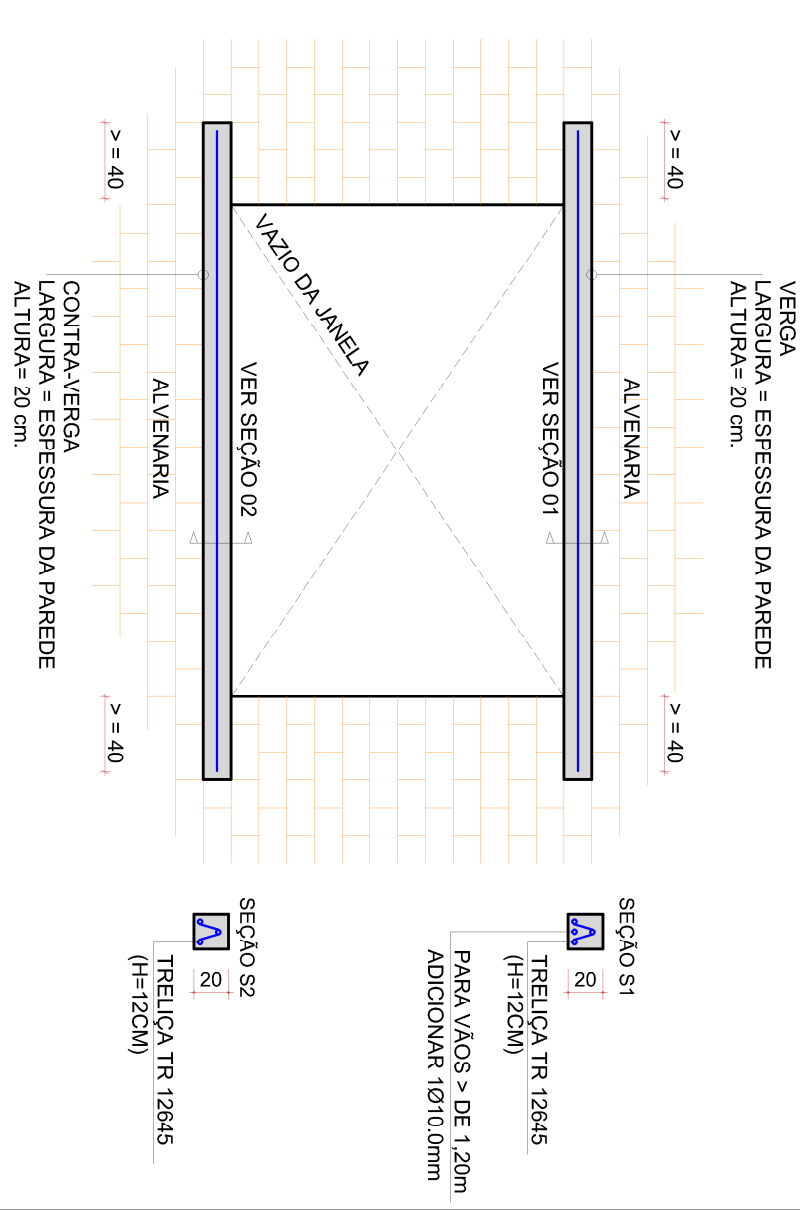 VERGA
LARGURA = ESPESSURA DA PAREDE
ALTURA= 20 cm.
> = 40
> = 40
ALVENARIA
VER SEÇÃO 01
VAZIO DA JANELA
VER SEÇÃO 02
ALVENARIA
> = 40
> = 40
CONTRA-VERGA
LARGURA = ESPESSURA DA PAREDE
ALTURA= 20 cm.
SEÇÃO S1
20
TRELIÇA TR 12645
(H=12CM)
PARA VÃOS > DE 1,20m
ADICIONAR 1Ø10.0mm
SEÇÃO S2
20
TRELIÇA TR 12645
(H=12CM)